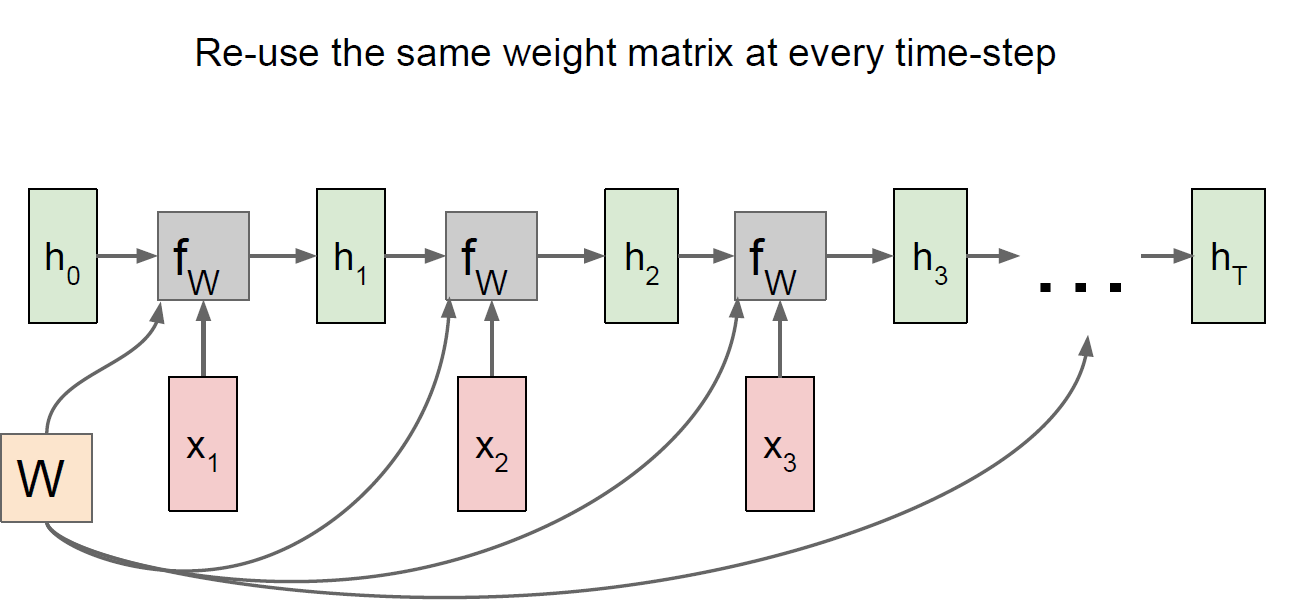 Re-use the same weight matrix at every time-step
h0 fW h1 fW h2 fW h3 ... hT
x1 x2 x3
W